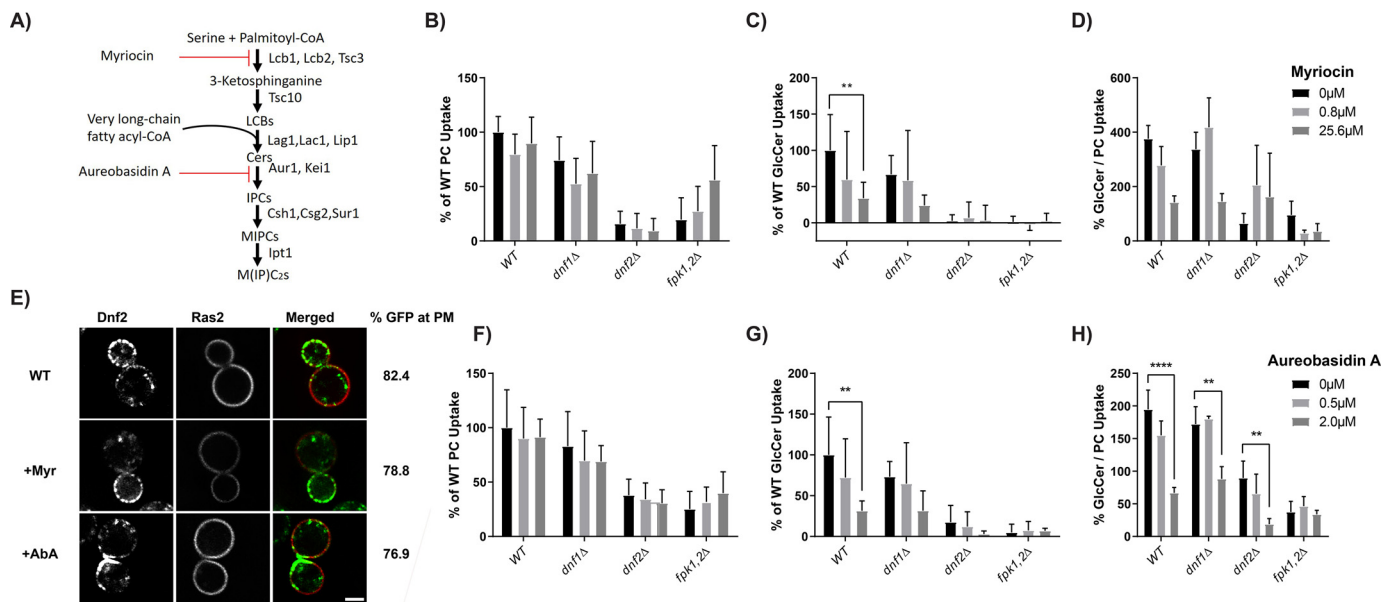 A)
Serine + Palmitoyl-CoA
Myriocin
Lcb1, Lcb2, Tsc3
3-Ketosphinganine
Tsc10
LCBs
Very long-chain
fatty acyl-CoA
Lag1,Lac1, Lip1
Cers
Aureobasidin A
Aur1, Kei1
IPCs
Csh1,Csg2,Sur1
MIPCs
Ipt1
M(IP)C2s
B)
% of WT PC Uptake
150
100
50
0
WT
dnf1Δ
dnf2Δ
fpk1,2Δ
C)
% of WT GlcCer Uptake
200
150
100
50
0
**
WT
dnf1Δ
dnf2Δ
fpk1,2Δ
D)
% GlcCer / PC Uptake
600
400
200
0
WT
dnf1Δ
dnf2Δ
fpk1,2Δ
Myriocin
0μM
0.8μM
25.6μM
E)
Dnf2 Ras2 Merged % GFP at PM
WT 82.4
+Myr 78.8
+AbA 76.9
F)
% of WT PC Uptake
150
100
50
0
WT
dnf1Δ
dnf2Δ
fpk1,2Δ
G)
% of WT GlcCer Uptake
200
150
100
50
0
**
WT
dnf1Δ
dnf2Δ
fpk1,2Δ
H)
% GlcCer / PC Uptake
250
200
150
100
50
0
****
**
**
WT
dnf1Δ
dnf2Δ
fpk1,2Δ
Aureobasidin A
0μM
0.5μM
2.0μM